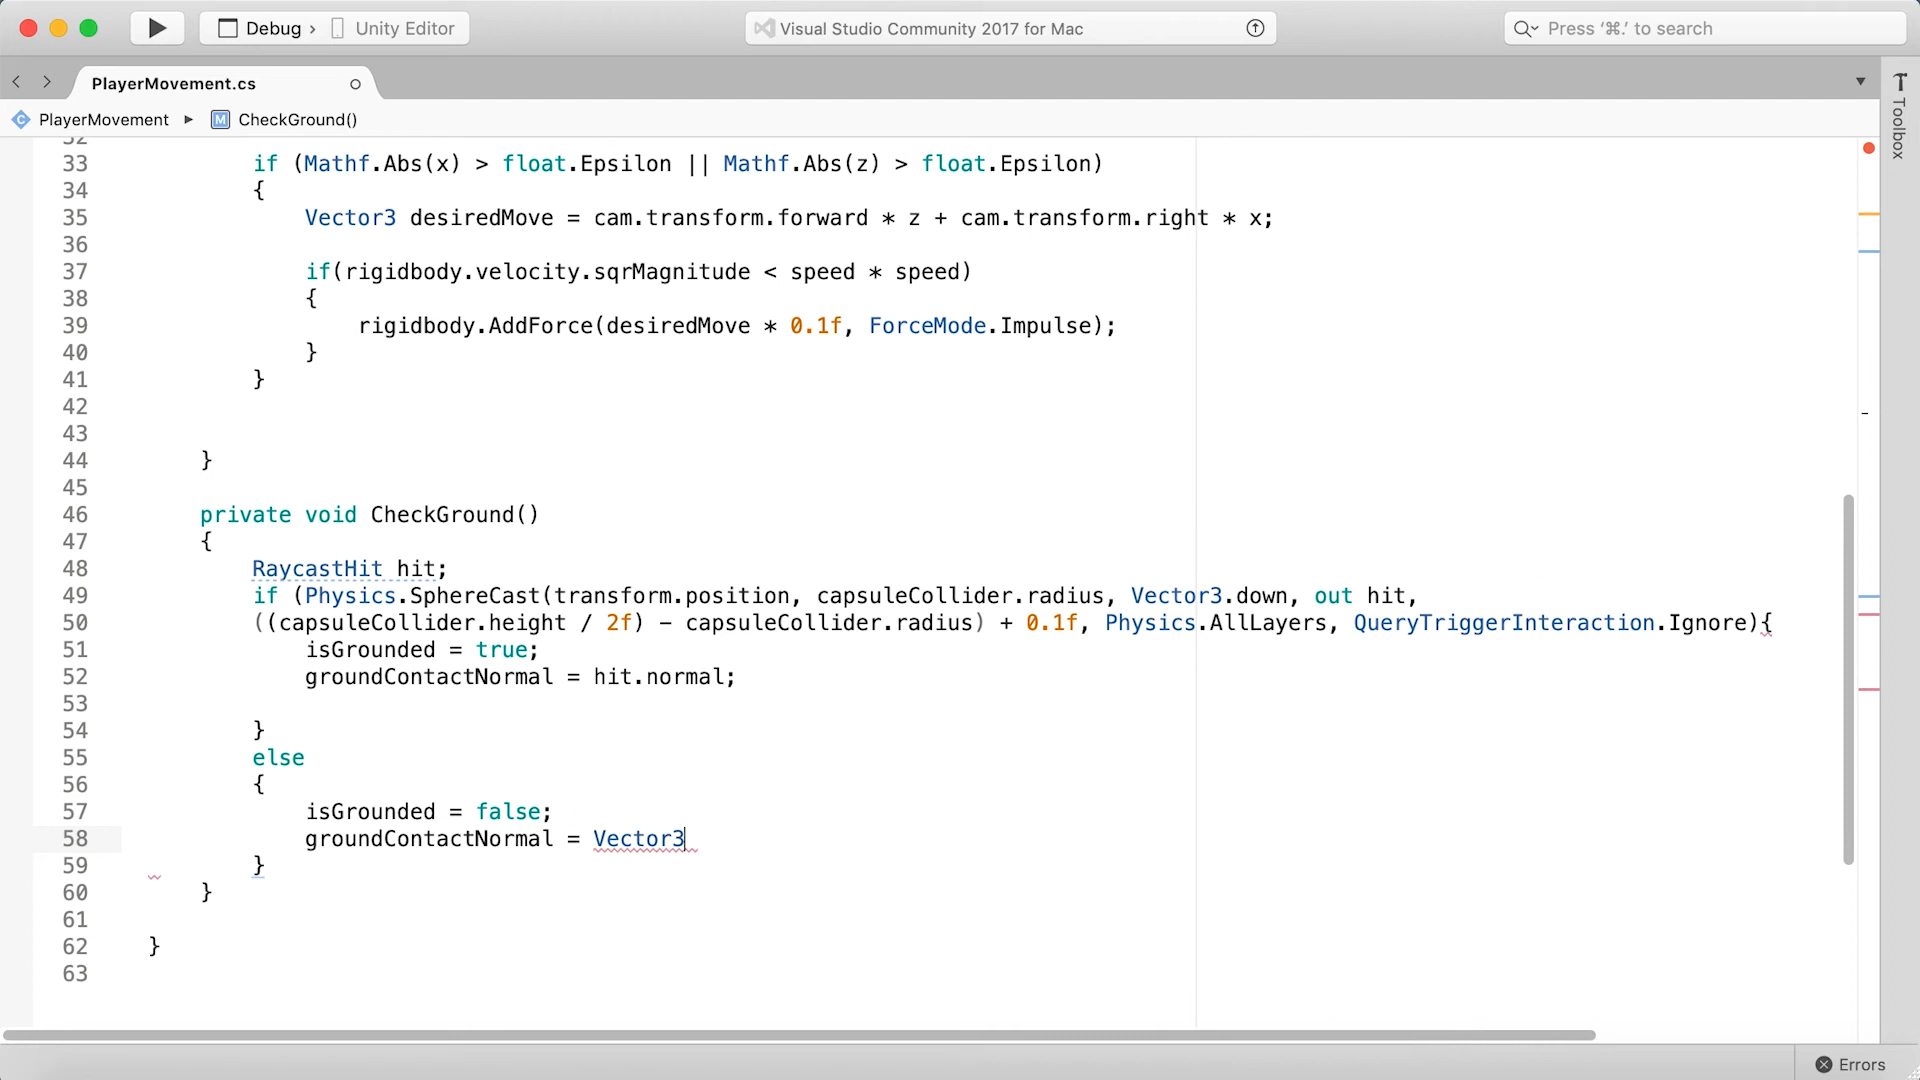 Debug › Unity Editor
Visual Studio Community 2017 for Mac
Press ‘⌘.’ to search
PlayerMovement.cs
Toolbox
PlayerMovement ▸ M CheckGround()
32
33 if (Mathf.Abs(x) > float.Epsilon || Mathf.Abs(z) > float.Epsilon)
34 {
35 Vector3 desiredMove = cam.transform.forward * z + cam.transform.right * x;
36
37 if(rigidbody.velocity.sqrMagnitude < speed * speed)
38 {
39 rigidbody.AddForce(desiredMove * 0.1f, ForceMode.Impulse);
40 }
41 }
42
43
44 }
45
46 private void CheckGround()
47 {
48 RaycastHit hit;
49 if (Physics.SphereCast(transform.position, capsuleCollider.radius, Vector3.down, out hit,
50 ((capsuleCollider.height / 2f) - capsuleCollider.radius) + 0.1f, Physics.AllLayers, QueryTriggerInteraction.Ignore){
51 isGrounded = true;
52 groundContactNormal = hit.normal;
53
54 }
55 else
56 {
57 isGrounded = false;
58 groundContactNormal = Vector3
59 }
60 }
61
62 }
63
Errors